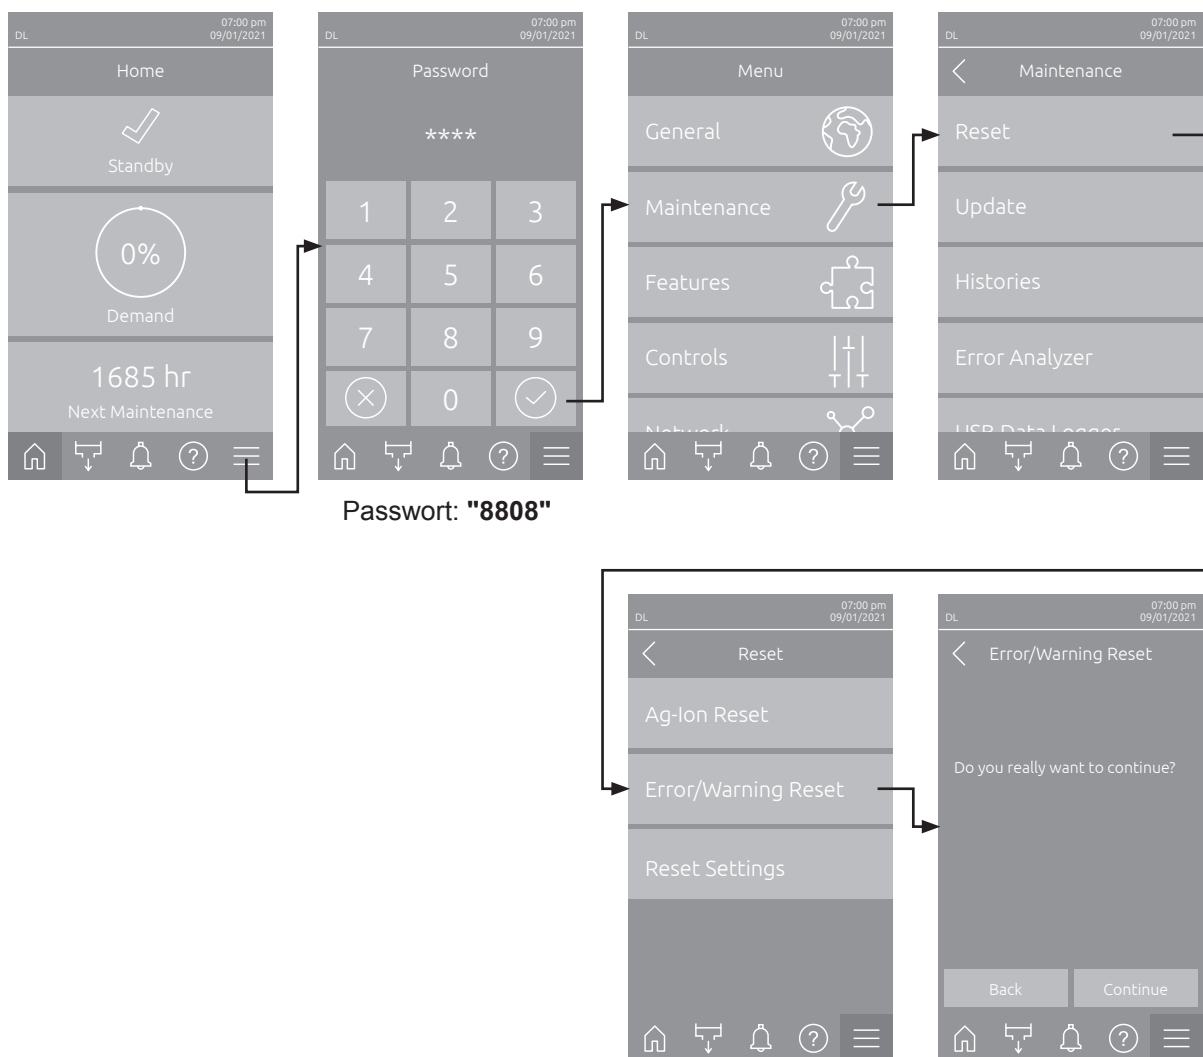 DL
07:00 pm
09/01/2021
Home
Standby
0%
Demand
1685 hr
Next Maintenance
?
DL
07:00 pm
09/01/2021
Password
****
1 2 3
4 5 6
7 8 9
0
?
Passwort: "8808"
DL
07:00 pm
09/01/2021
Menu
General
Maintenance
Features
Controls
Network
?
DL
07:00 pm
09/01/2021
Maintenance
Reset
Update
Histories
Error Analyzer
USB Data Logger
?
DL
07:00 pm
09/01/2021
Reset
Ag-Ion Reset
Error/Warning Reset
Reset Settings
?
DL
07:00 pm
09/01/2021
Error/Warning Reset
Do you really want to continue?
Back Continue
?